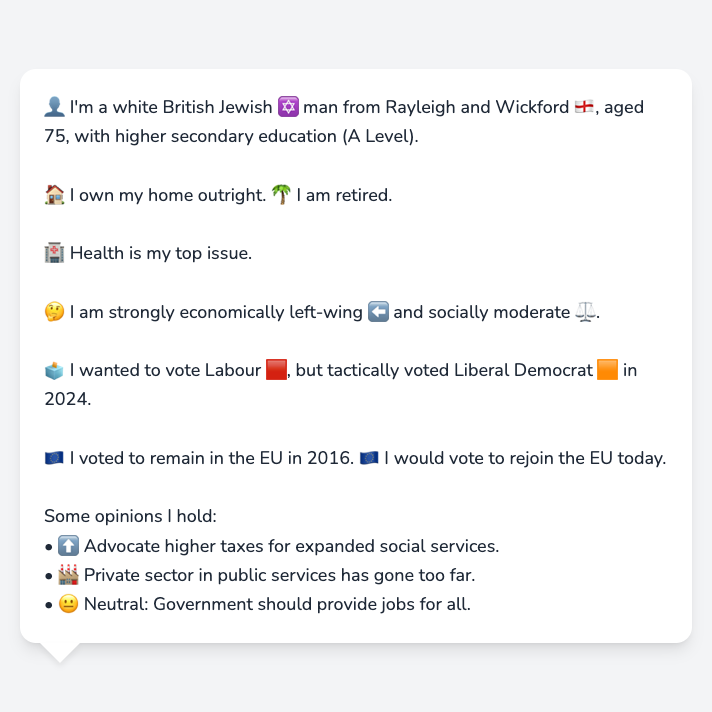 👤 I'm a white British Jewish ✡️ man from Rayleigh and Wickford 🏴󠁧󠁢󠁥󠁮󠁧󠁿, aged
75, with higher secondary education (A Level).
🏠 I own my home outright. 🌴 I am retired.
🏥 Health is my top issue.
🤔 I am strongly economically left-wing ⬅️ and socially moderate ⚖️.
🗳️ I wanted to vote Labour 🟥, but tactically voted Liberal Democrat 🟧 in
2024.
🇪🇺 I voted to remain in the EU in 2016. 🇪🇺 I would vote to rejoin the EU today.
Some opinions I hold:
• ⬆️ Advocate higher taxes for expanded social services.
• 🏭 Private sector in public services has gone too far.
• 😐 Neutral: Government should provide jobs for all.